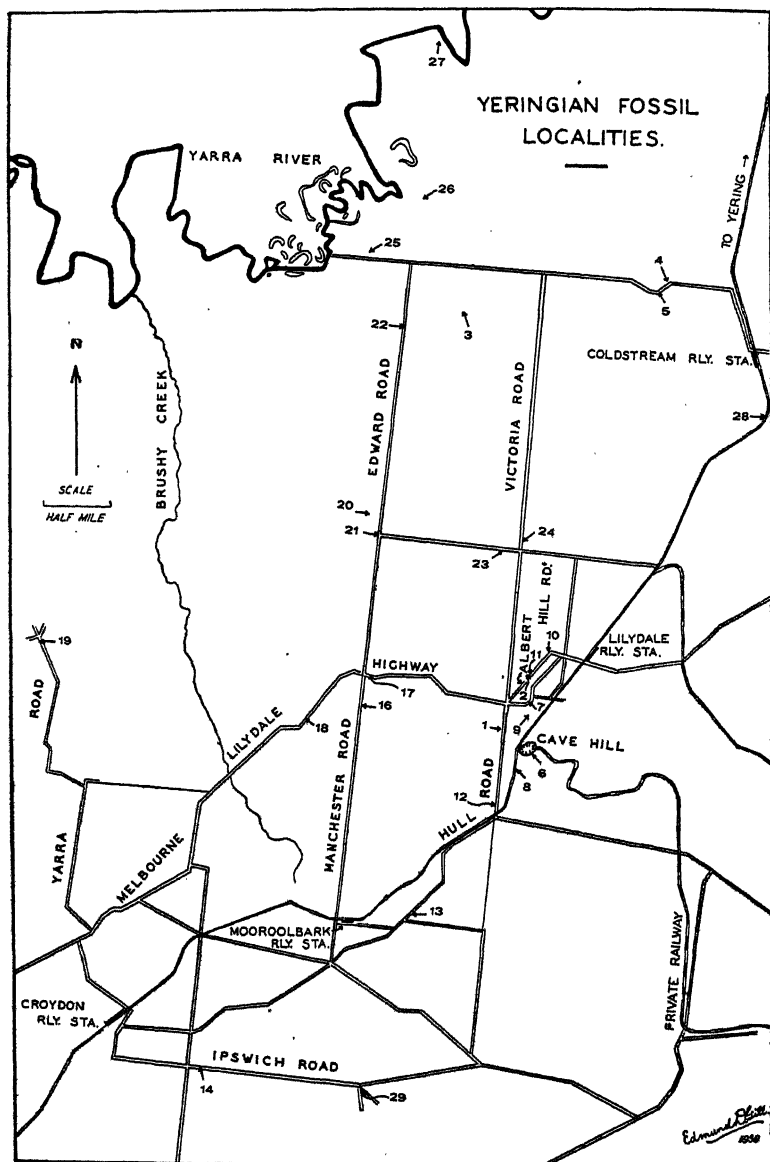 27
YERINGIAN FOSSIL
LOCALITIES.
YARRA RIVER
26
TO YERING
25
4
5
22
3
COLDSTREAM RLY. STA.
N
EDWARD ROAD
VICTORIA ROAD
BRUSHY CREEK
28
SCALE
HALF MILE
20
21
24
23
ALBERT HILL RD.
19
10
LILYDALE
RLY. STA.
11
HIGHWAY
2
7
17
16
ROAD
18
1
9
LILYDALE
CAVE HILL
6
8
MANCHESTER ROAD
ROAD
12
HULL
YARRA
MELBOURNE
13
MOOROOLBARK
RLY. STA.
PRIVATE RAILWAY
CROYDON
RLY. STA.
IPSWICH ROAD
14
29
Edmund D.
1938